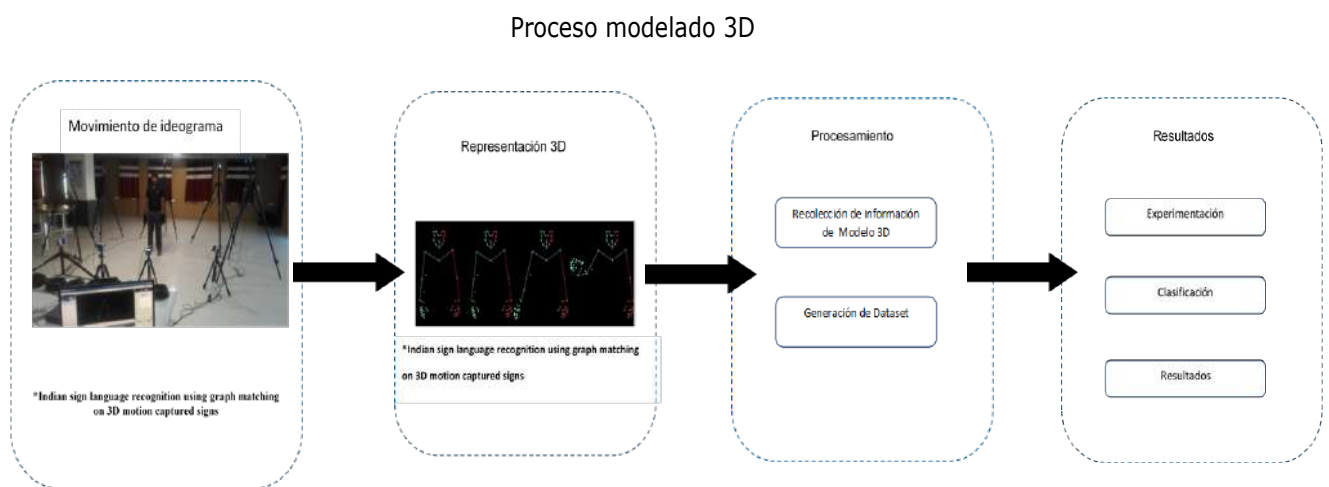 Proceso modelado 3D
Movimiento de ideograma
*Indian sign language recognition using graph matching
on 3D motion captured signs
Representación 3D
*Indian sign language recognition using graph matching
on 3D motion captured signs
Procesamiento
Recolección de información
de Modelo 3D
Generación de Dataset
Resultados
Experimentación
Clasificación
Resultados